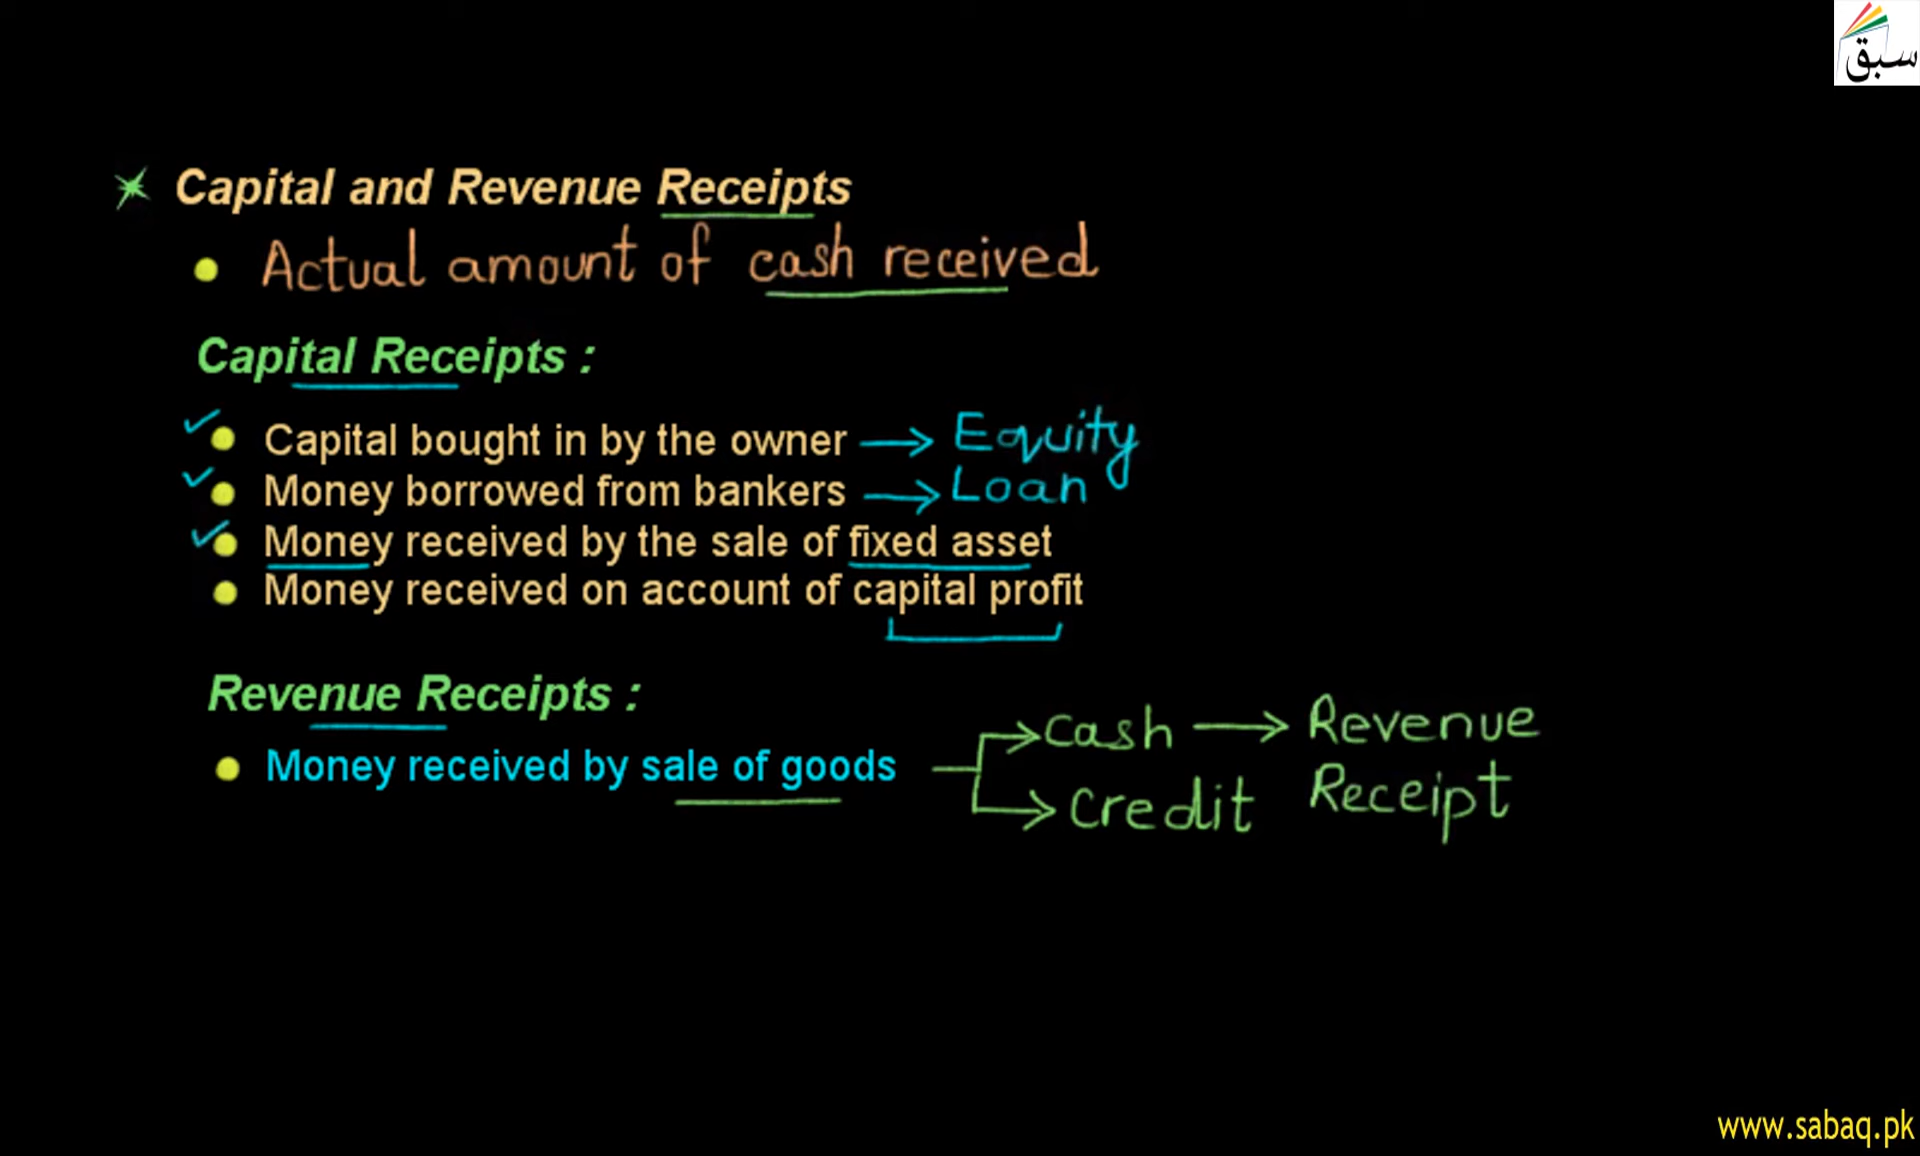 سبق
Capital and Revenue Receipts
Actual amount of cash received
Capital Receipts :
Capital bought in by the owner → Equity
Money borrowed from bankers → Loan
Money received by the sale of fixed asset
Money received on account of capital profit
Revenue Receipts :
Money received by sale of goods → Cash → Revenue Receipt
→ Credit
www.sabaq.pk